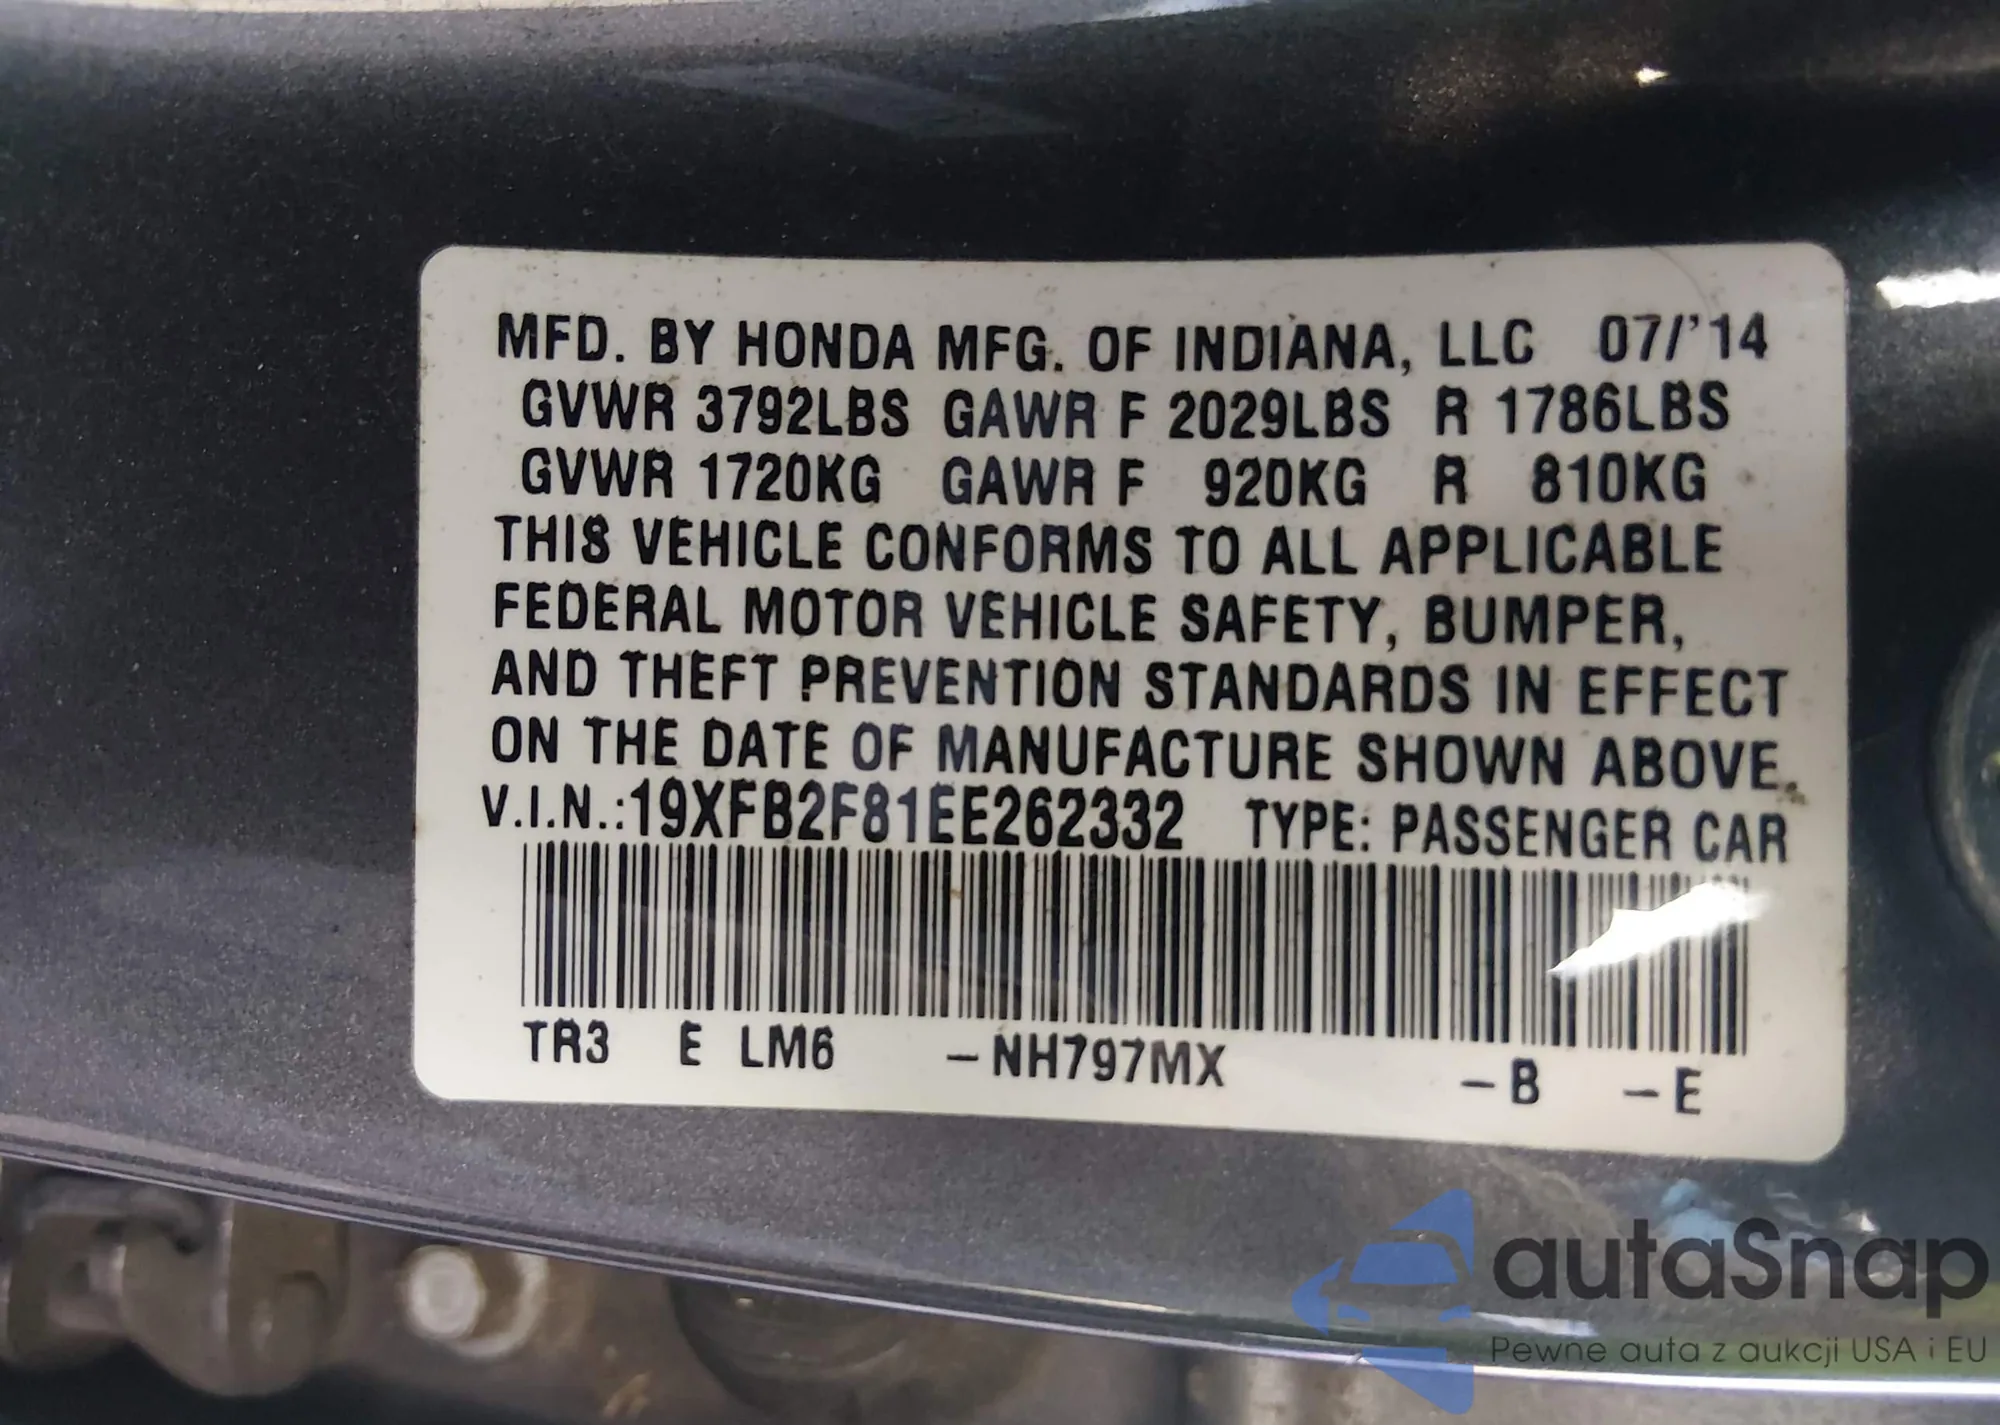 MFD. BY HONDA MFG. OF INDIANA, LLC 07/'14
GVWR 3792LBS GAWR F 2029LBS R 1786LBS
GVWR 1720KG GAWR F 920KG R 810KG
THIS VEHICLE CONFORMS TO ALL APPLICABLE
FEDERAL MOTOR VEHICLE SAFETY, BUMPER,
AND THEFT PREVENTION STANDARDS IN EFFECT
ON THE DATE OF MANUFACTURE SHOWN ABOVE.
V.I.N.:19XFB2F81EE262332 TYPE: PASSENGER CAR
TR3 E LM6 -NH797MX -B -E
autaSnap
Pewne auta z aukcji USA i EU